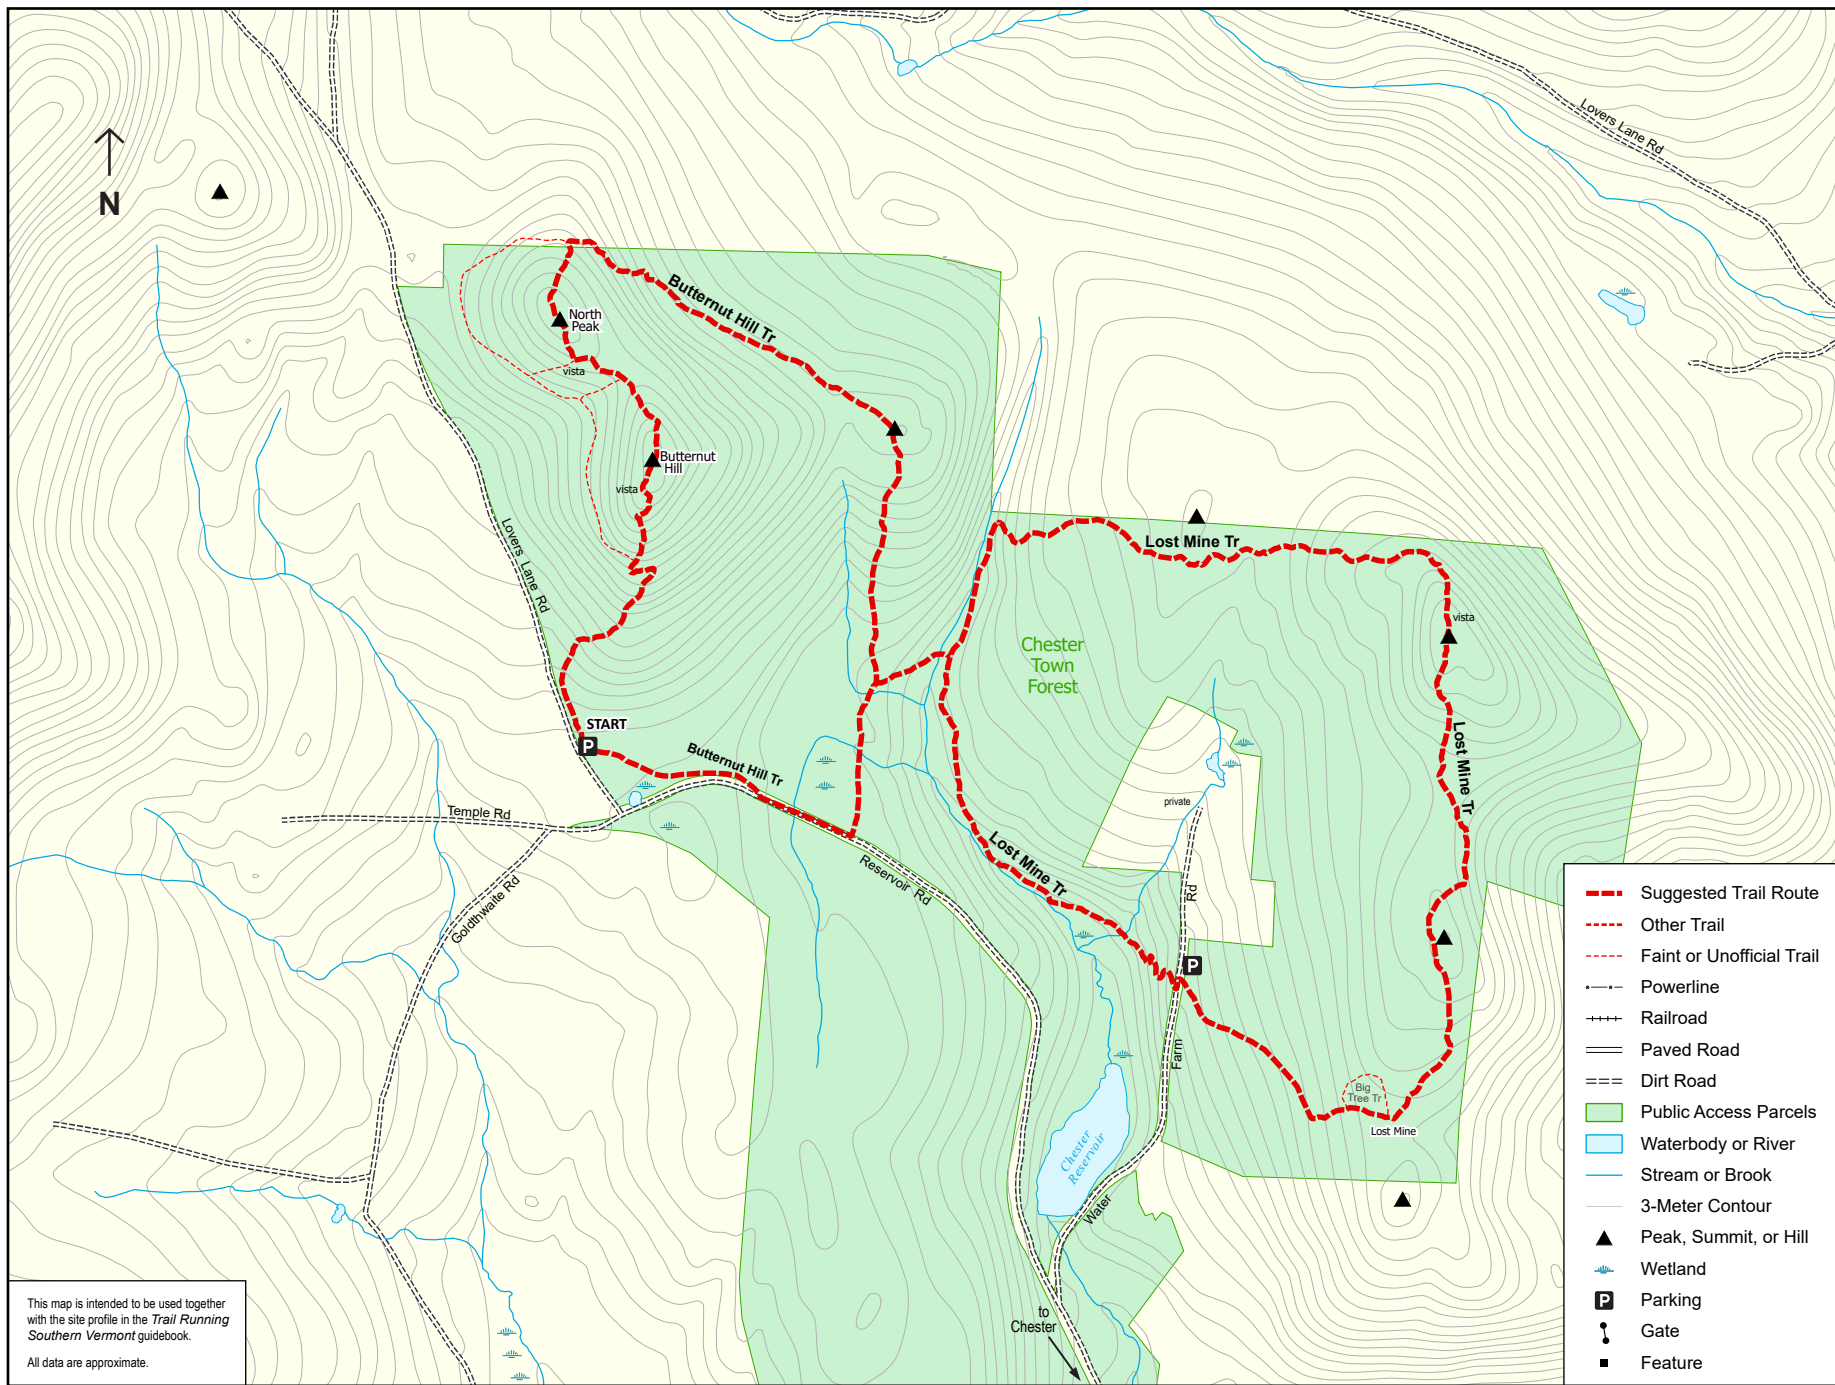 Lovers Lane Rd
N
North
Peak
Butternut Hill Tr
vista
Butternut
Hill
vista
Lovers Lane Rd
Lost Mine Tr
vista
Chester
Town
Forest
START
P
Butternut Hill Tr
Lost Mine Tr
private
Temple Rd
Reservoir Rd
Lost Mine Tr
Goldthwaite Rd
Rd
P
Farm
Big
Tree Tr
Lost Mine
Chester
Reservoir
Water
to
Chester
Suggested Trail Route
Other Trail
Faint or Unofficial Trail
Powerline
Railroad
Paved Road
Dirt Road
Public Access Parcels
Waterbody or River
Stream or Brook
3-Meter Contour
Peak, Summit, or Hill
Wetland
P Parking
Gate
Feature
This map is intended to be used together
with the site profile in the Trail Running
Southern Vermont guidebook.
All data are approximate.